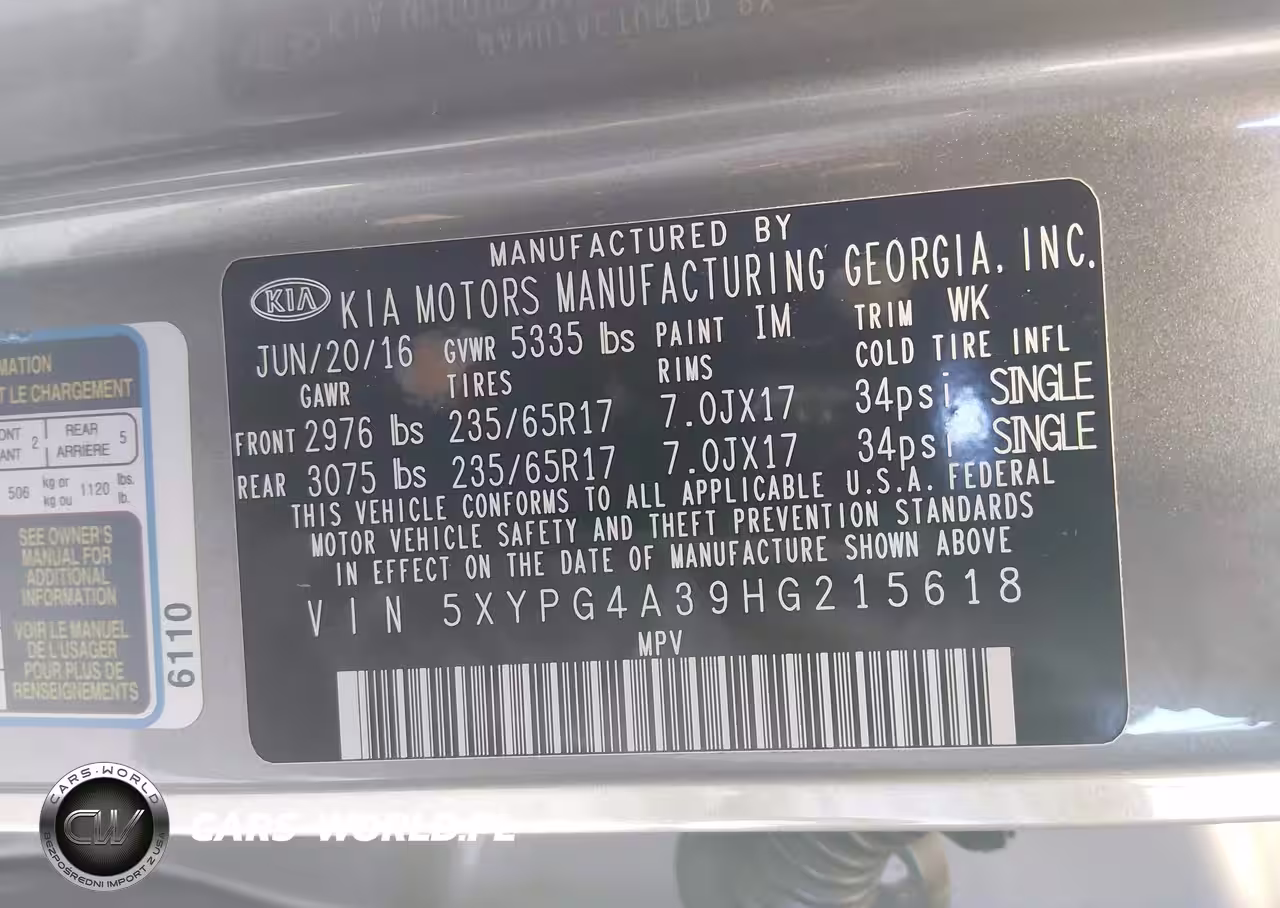 MANUFACTURED BY
KIA KIA MOTORS MANUFACTURING GEORGIA, INC.
JUN/20/16 GVWR 5335 lbs PAINT IM TRIM WK
GAWR TIRES RIMS COLD TIRE INFL
FRONT 2976 lbs 235/65R17 7.0JX17 34psi SINGLE
REAR 3075 lbs 235/65R17 7.0JX17 34psi SINGLE
THIS VEHICLE CONFORMS TO ALL APPLICABLE U.S.A. FEDERAL
MOTOR VEHICLE SAFETY AND THEFT PREVENTION STANDARDS
IN EFFECT ON THE DATE OF MANUFACTURE SHOWN ABOVE
VIN 5XYPG4A39HG215618
MPV
LE CHARGEMENT
2 REAR 5
ARRIÈRE
506 kg or 1120 lbs.
kg ou lb.
SEE OWNER'S
MANUAL FOR
ADDITIONAL
INFORMATION
VOIR LE MANUEL
DE L'USAGER
POUR PLUS DE
RENSEIGNEMENTS
6110
CARS-WORLD
CW
BEZPOŚREDNI IMPORT Z USA
CARS-WORLD.PL